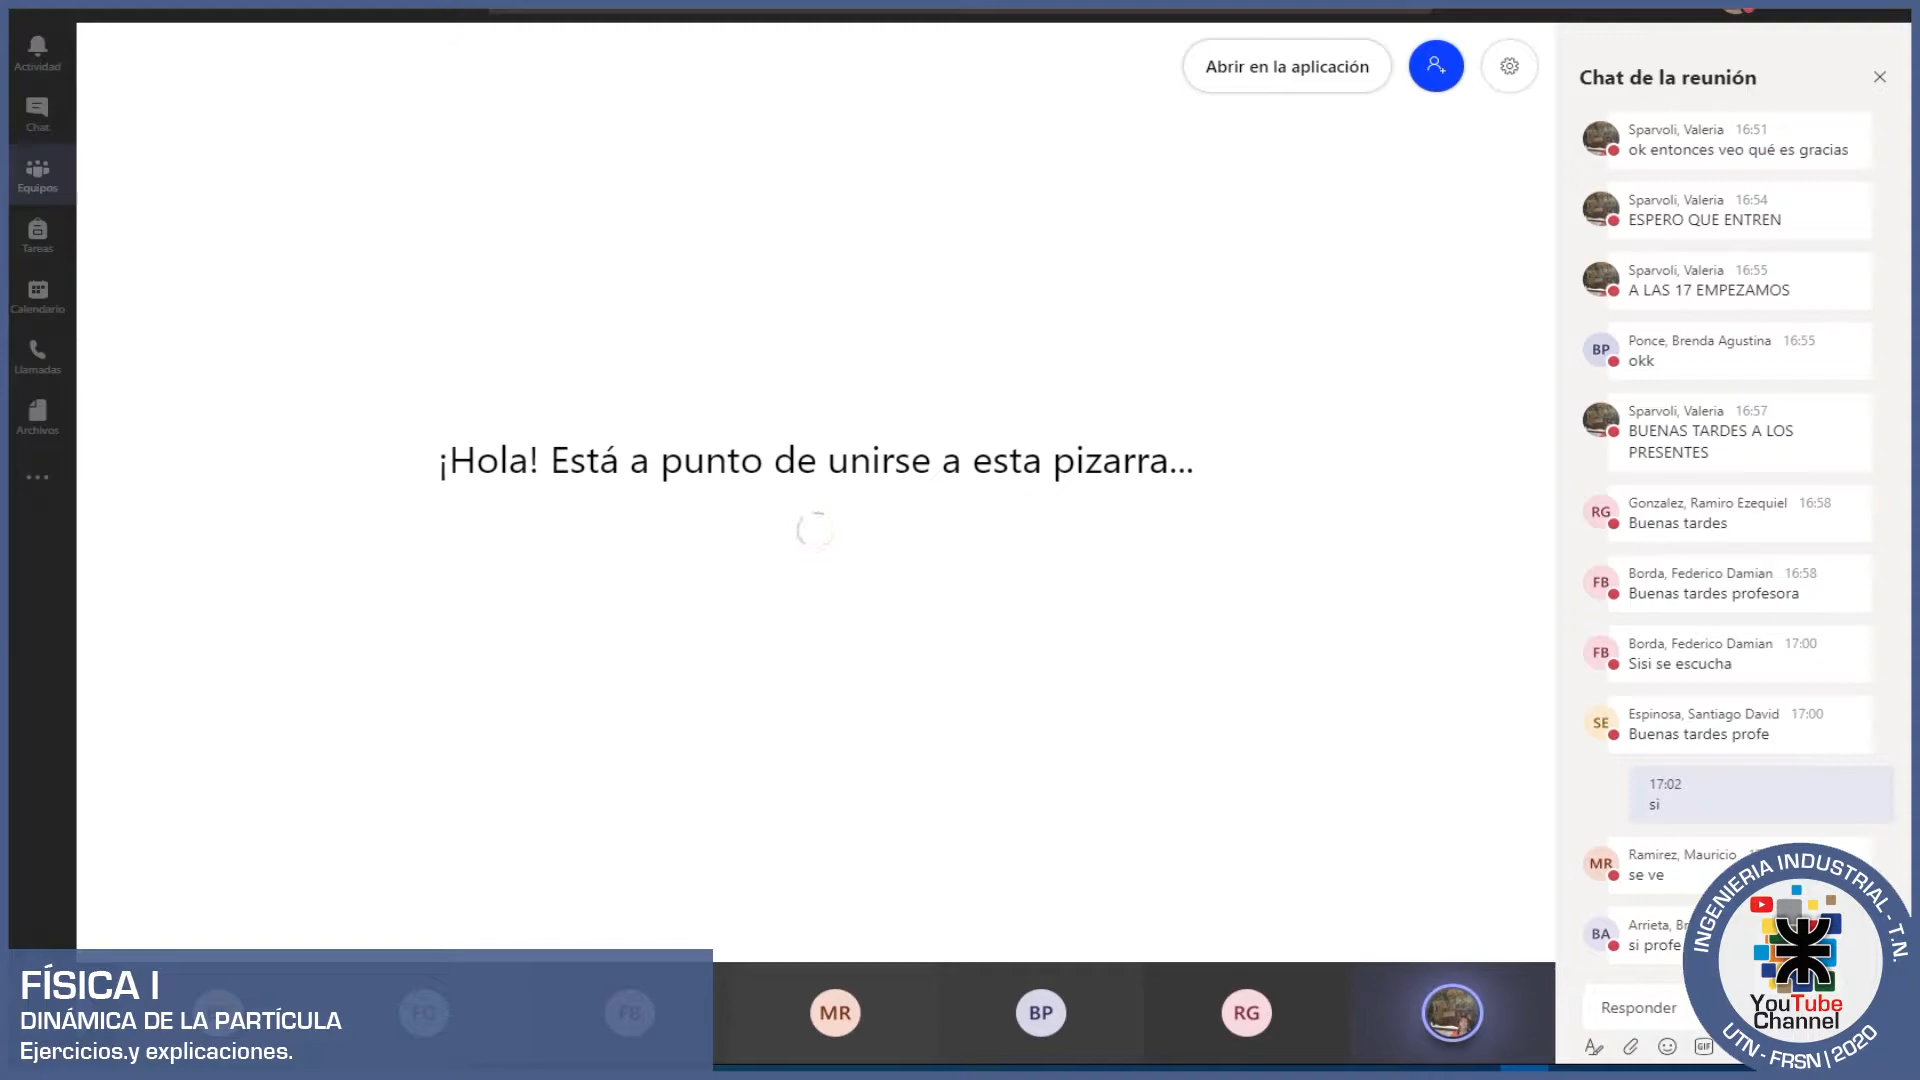 Actividad
Chat
Equipos
Tareas
Calendario
Llamadas
Archivos
Abrir en la aplicación
¡Hola! Está a punto de unirse a esta pizarra...
Chat de la reunión
Sparvoli, Valeria 16:51
ok entonces veo qué es gracias
Sparvoli, Valeria 16:54
ESPERO QUE ENTREN
Sparvoli, Valeria 16:55
A LAS 17 EMPEZAMOS
BP
Ponce, Brenda Agustina 16:55
okk
Sparvoli, Valeria 16:57
BUENAS TARDES A LOS
PRESENTES
RG
Gonzalez, Ramiro Ezequiel 16:58
Buenas tardes
FB
Borda, Federico Damian 16:58
Buenas tardes profesora
FB
Borda, Federico Damian 17:00
Sisi se escucha
SE
Espinosa, Santiago David 17:00
Buenas tardes profe
17:02
si
MR
Ramirez, Mauricio
se ve
BA
Arrieta,
si profe
Responder
GIF
FÍSICA I
DINÁMICA DE LA PARTÍCULA
Ejercicios.y explicaciones.
FB
MR
BP
RG
INGENIERIA INDUSTRIAL - T.N.
YouTube
Channel
UTN - FRSN | 2020